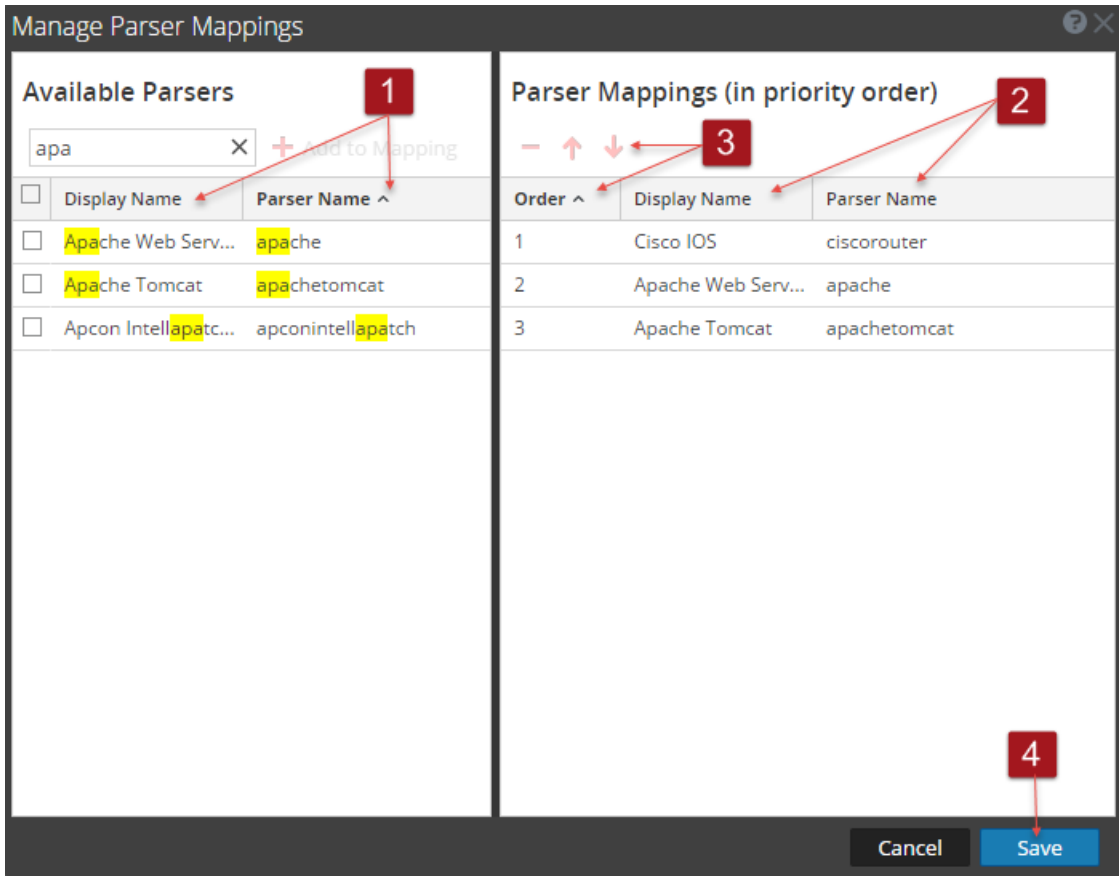 Manage Parser Mappings
Available Parsers
1
apa
+ Add to Mapping
Display Name
Parser Name
Apache Web Serv...
apache
Apache Tomcat
apachetomcat
Apcon Intellapatc...
apconintellapatch
Parser Mappings (in priority order)
2
3
Order
Display Name
Parser Name
1
Cisco IOS
ciscorouter
2
Apache Web Serv...
apache
3
Apache Tomcat
apachetomcat
4
Cancel
Save